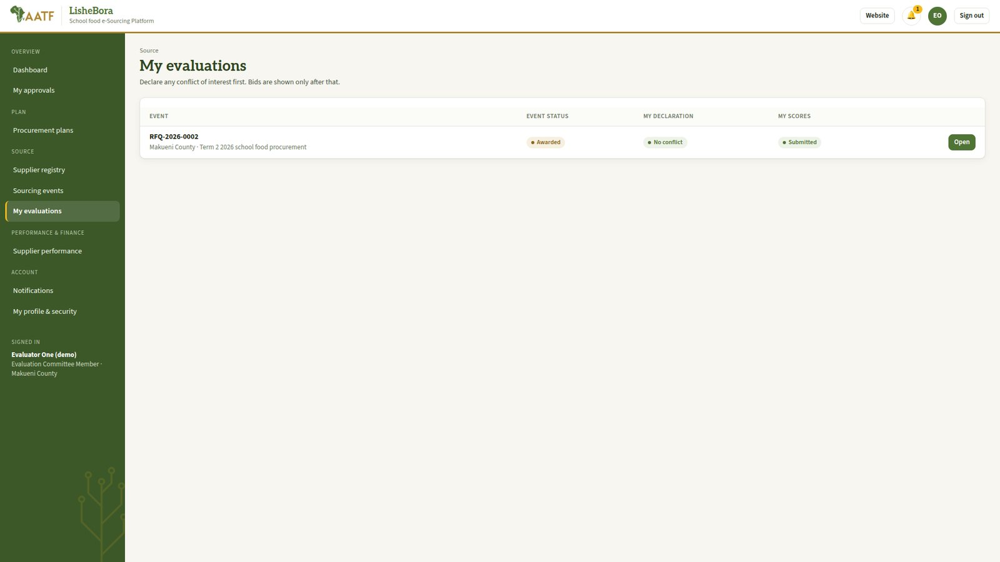 AATF
LisheBora
School food e-Sourcing Platform
Website
1
EO
Sign out
OVERVIEW
Dashboard
My approvals
PLAN
Procurement plans
SOURCE
Supplier registry
Sourcing events
My evaluations
PERFORMANCE & FINANCE
Supplier performance
ACCOUNT
Notifications
My profile & security
SIGNED IN
Evaluator One (demo)
Evaluation Committee Member ·
Makueni County
Source
My evaluations
Declare any conflict of interest first. Bids are shown only after that.
EVENT EVENT STATUS MY DECLARATION MY SCORES
RFQ-2026-0002
Makueni County · Term 2 2026 school food procurement
Awarded No conflict Submitted Open